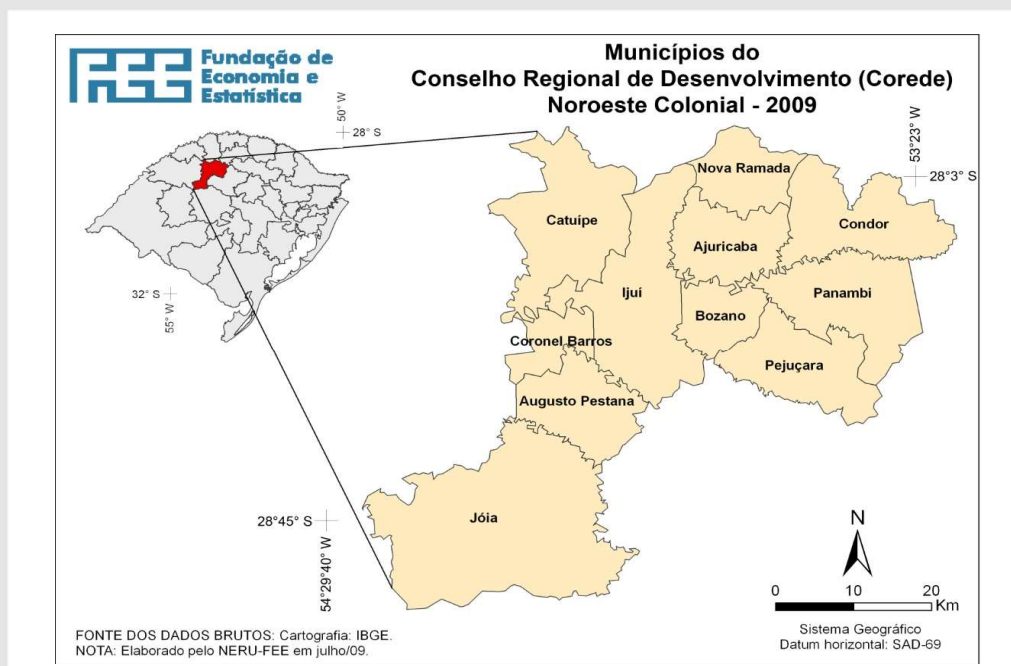 FEE
Fundação de
Economia e
Estatística
Municípios do
Conselho Regional de Desenvolvimento (Corede)
Noroeste Colonial - 2009
50° W
28° S
53°23' W
28°3° S
Nova Ramada
Catuípe
Condor
Ajuricaba
32° S
55° W
Ijuí
Panambi
Bozano
Coronel Barros
Pejuçara
Augusto Pestana
Jóia
28°45° S
54°29'40° W
N
0 10 20
Km
FONTE DOS DADOS BRUTOS: Cartografia: IBGE.
NOTA: Elaborado pelo NERU-FEE em julho/09.
Sistema Geográfico
Datum horizontal: SAD-69